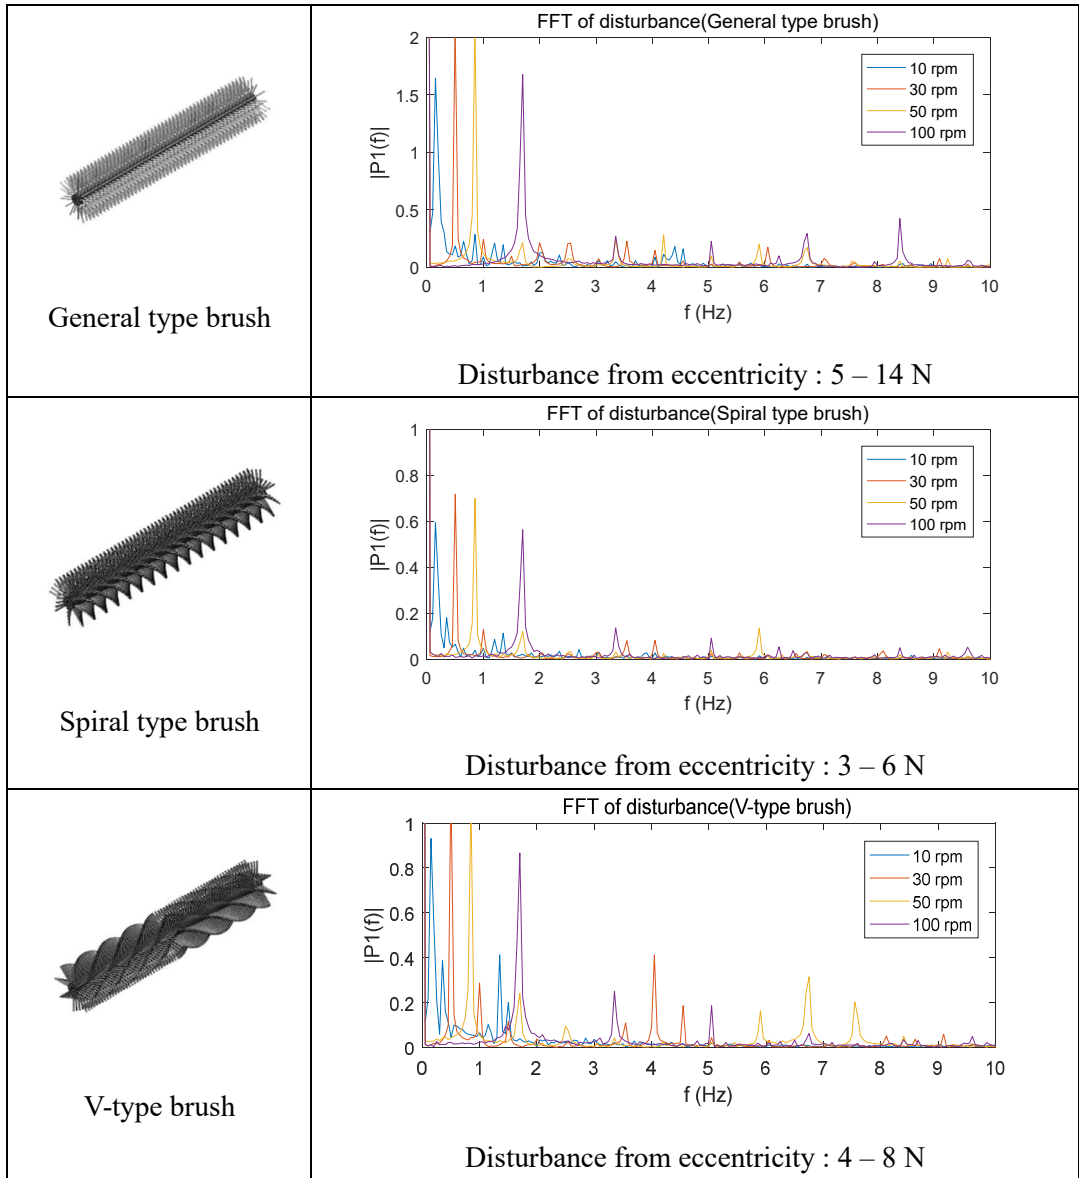 FFT of disturbance(General type brush)
2
1.5
1
0.5
0
|P1(f)|
10 rpm
30 rpm
50 rpm
100 rpm
0 1 2 3 4 5 6 7 8 9 10
f (Hz)
General type brush
Disturbance from eccentricity : 5 – 14 N
FFT of disturbance(Spiral type brush)
1
0.8
0.6
0.4
0.2
0
|P1(f)|
10 rpm
30 rpm
50 rpm
100 rpm
0 1 2 3 4 5 6 7 8 9 10
f (Hz)
Spiral type brush
Disturbance from eccentricity : 3 – 6 N
FFT of disturbance(V-type brush)
1
0.8
0.6
0.4
0.2
0
|P1(f)|
10 rpm
30 rpm
50 rpm
100 rpm
0 1 2 3 4 5 6 7 8 9 10
f (Hz)
V-type brush
Disturbance from eccentricity : 4 – 8 N